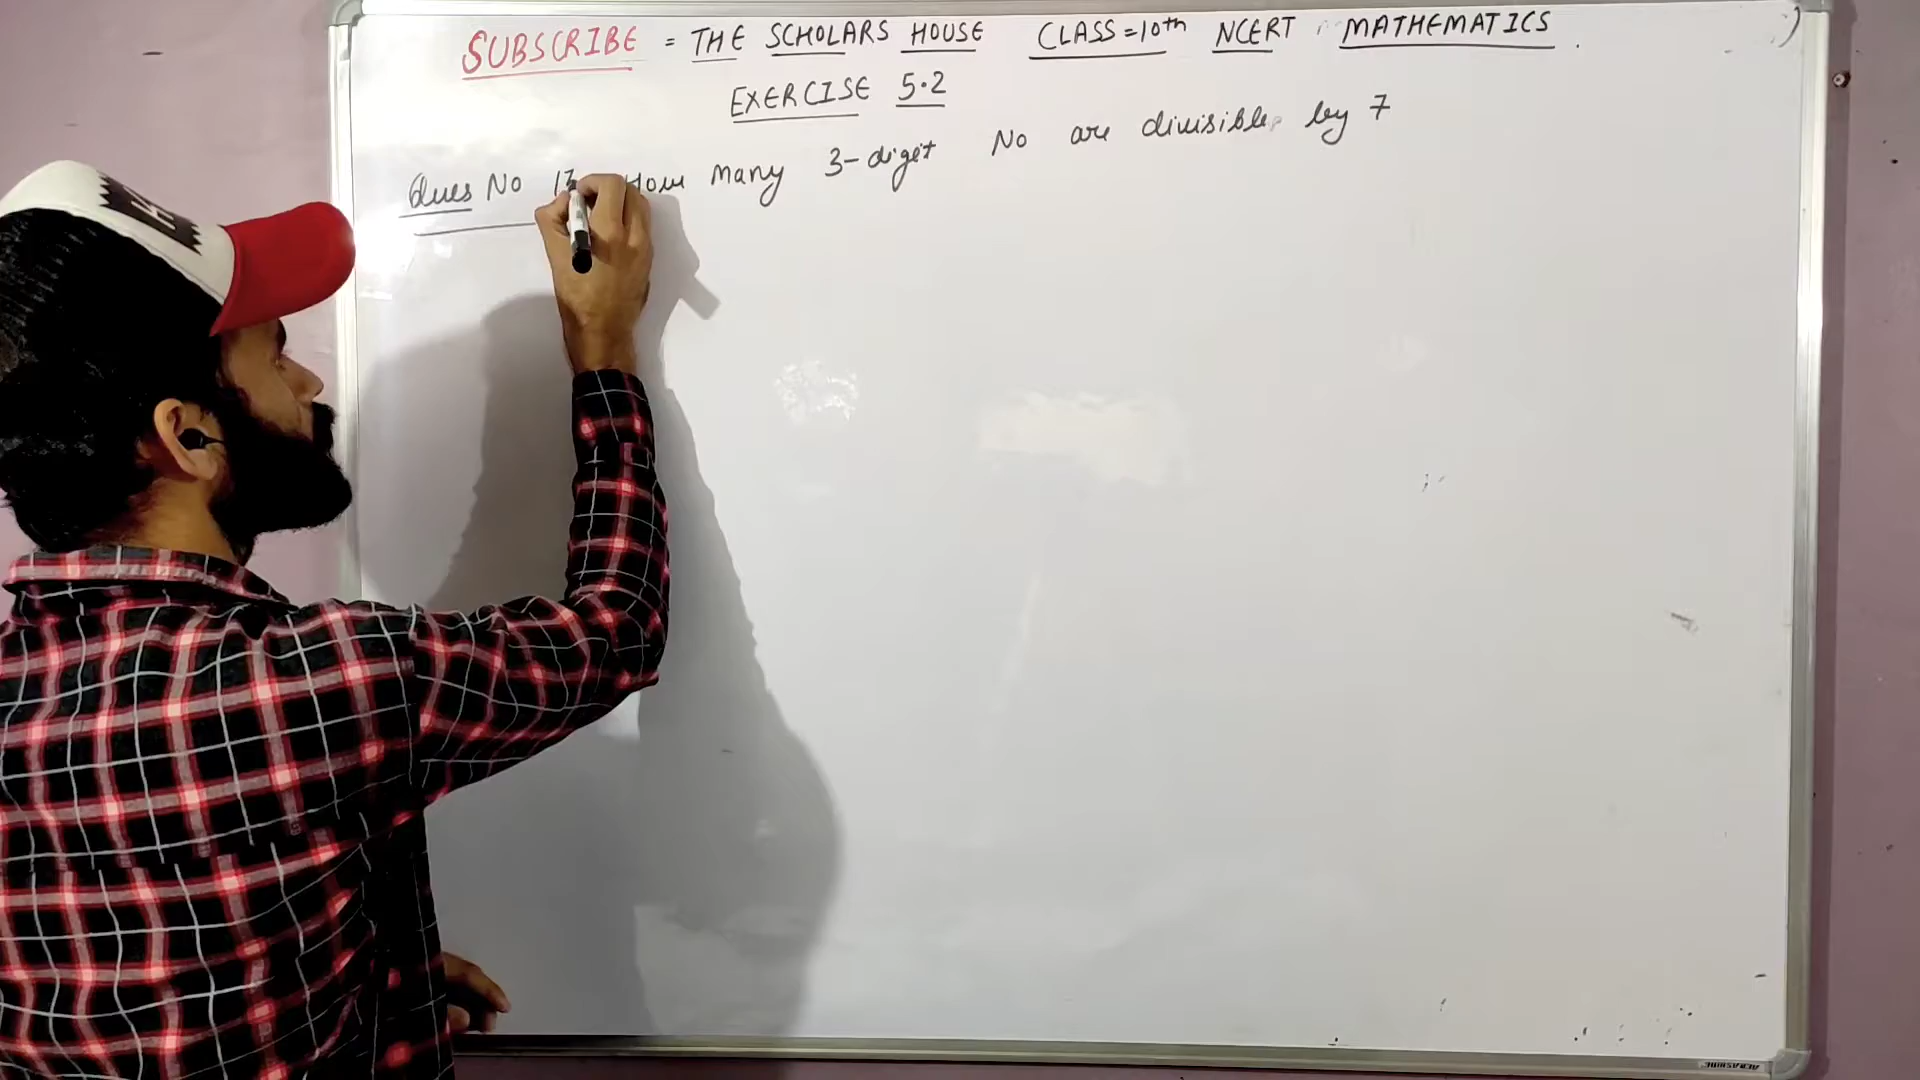 SUBSCRIBE = THE SCHOLARS HOUSE CLASS=10th NCERT MATHEMATICS
EXERCISE 5.2
Ques No 13 How many 3-digit No are divisible by 7